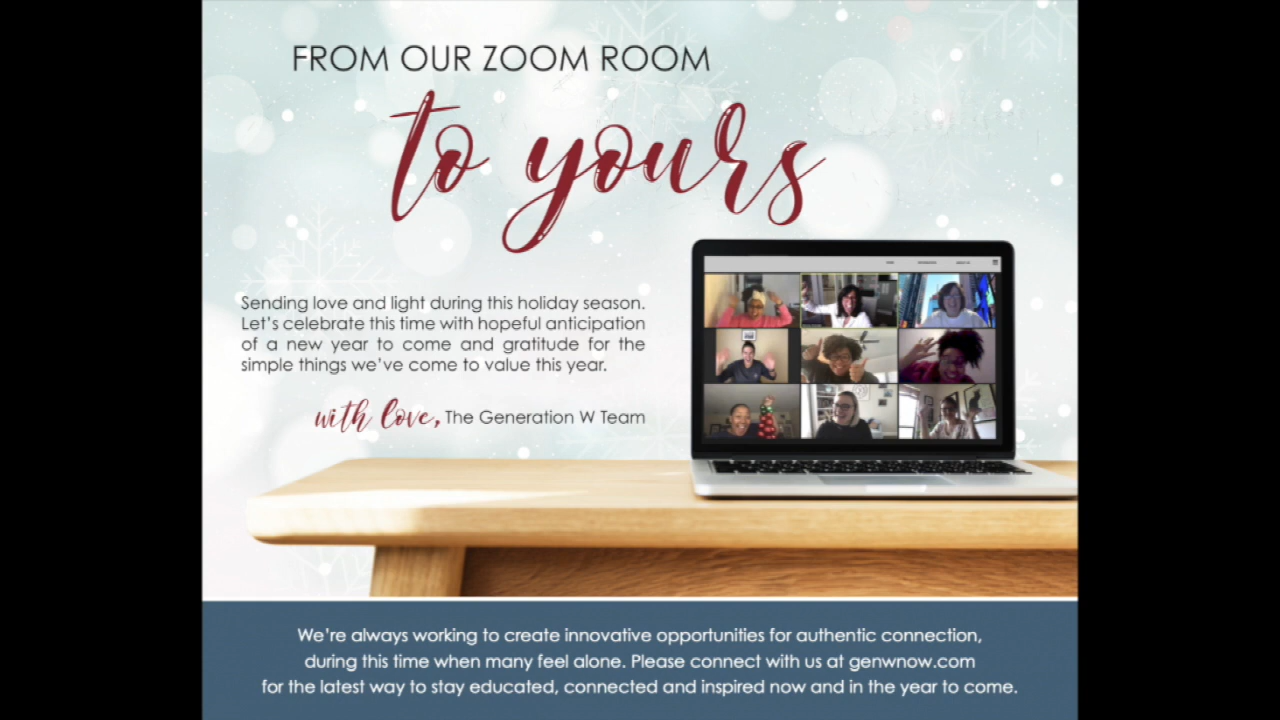 FROM OUR ZOOM ROOM
to yours
Sending love and light during this holiday season.
Let's celebrate this time with hopeful anticipation
of a new year to come and gratitude for the
simple things we've come to value this year.
with love, The Generation W Team
We're always working to create innovative opportunities for authentic connection,
during this time when many feel alone. Please connect with us at genwnow.com
for the latest way to stay educated, connected and inspired now and in the year to come.